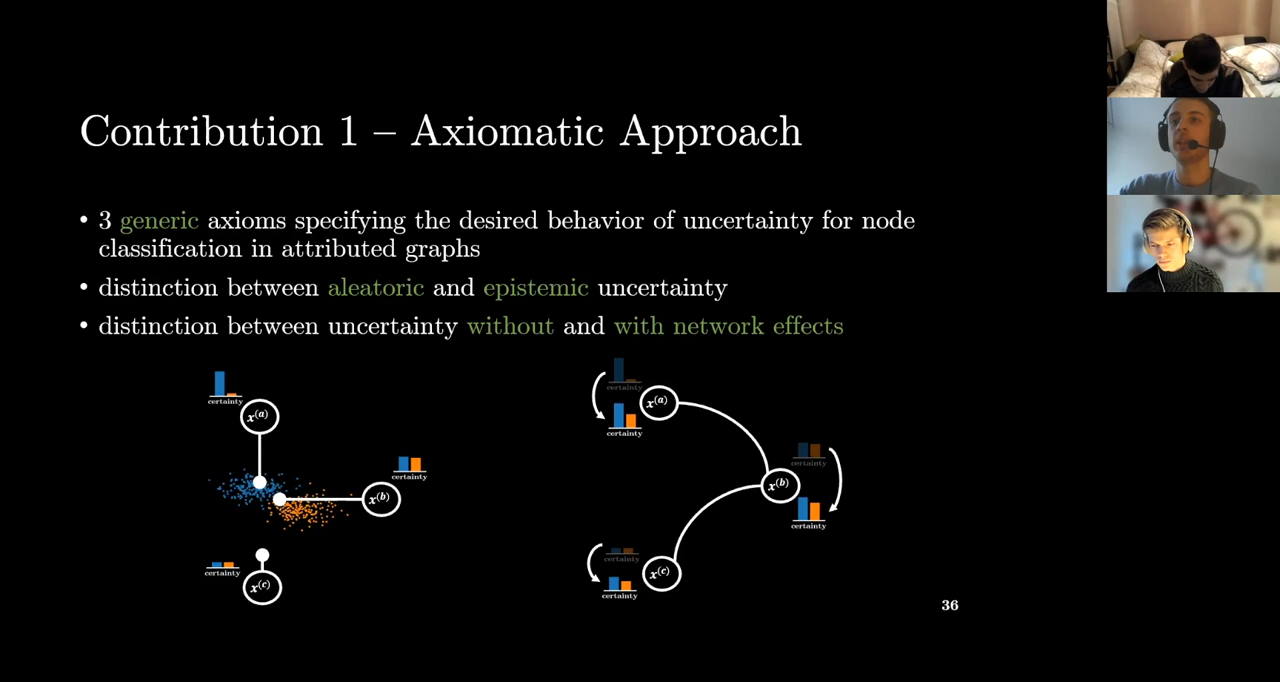 Contribution 1 – Axiomatic Approach
• 3 generic axioms specifying the desired behavior of uncertainty for node
classification in attributed graphs
• distinction between aleatoric and epistemic uncertainty
• distinction between uncertainty without and with network effects
certainty
x^(a)
certainty
x^(b)
certainty
x^(c)
certainty
certainty
x^(a)
certainty
x^(b)
certainty
certainty
x^(c)
certainty
36